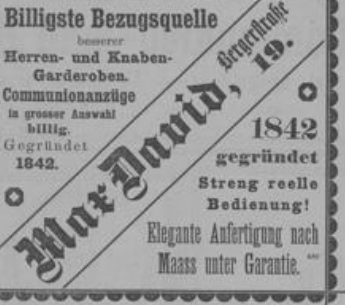 Billigste Bezugsquelle
besserer
Herren- und Knaben-
Garderoben.
Communionanzüge
in grosser Auswahl
billig.
Gegründet
1842.
Max David,
Bergerstraße
19.
1842
gegründet
Streng reelle
Bedienung!
Elegante Anfertigung nach
Maass unter Garantie.